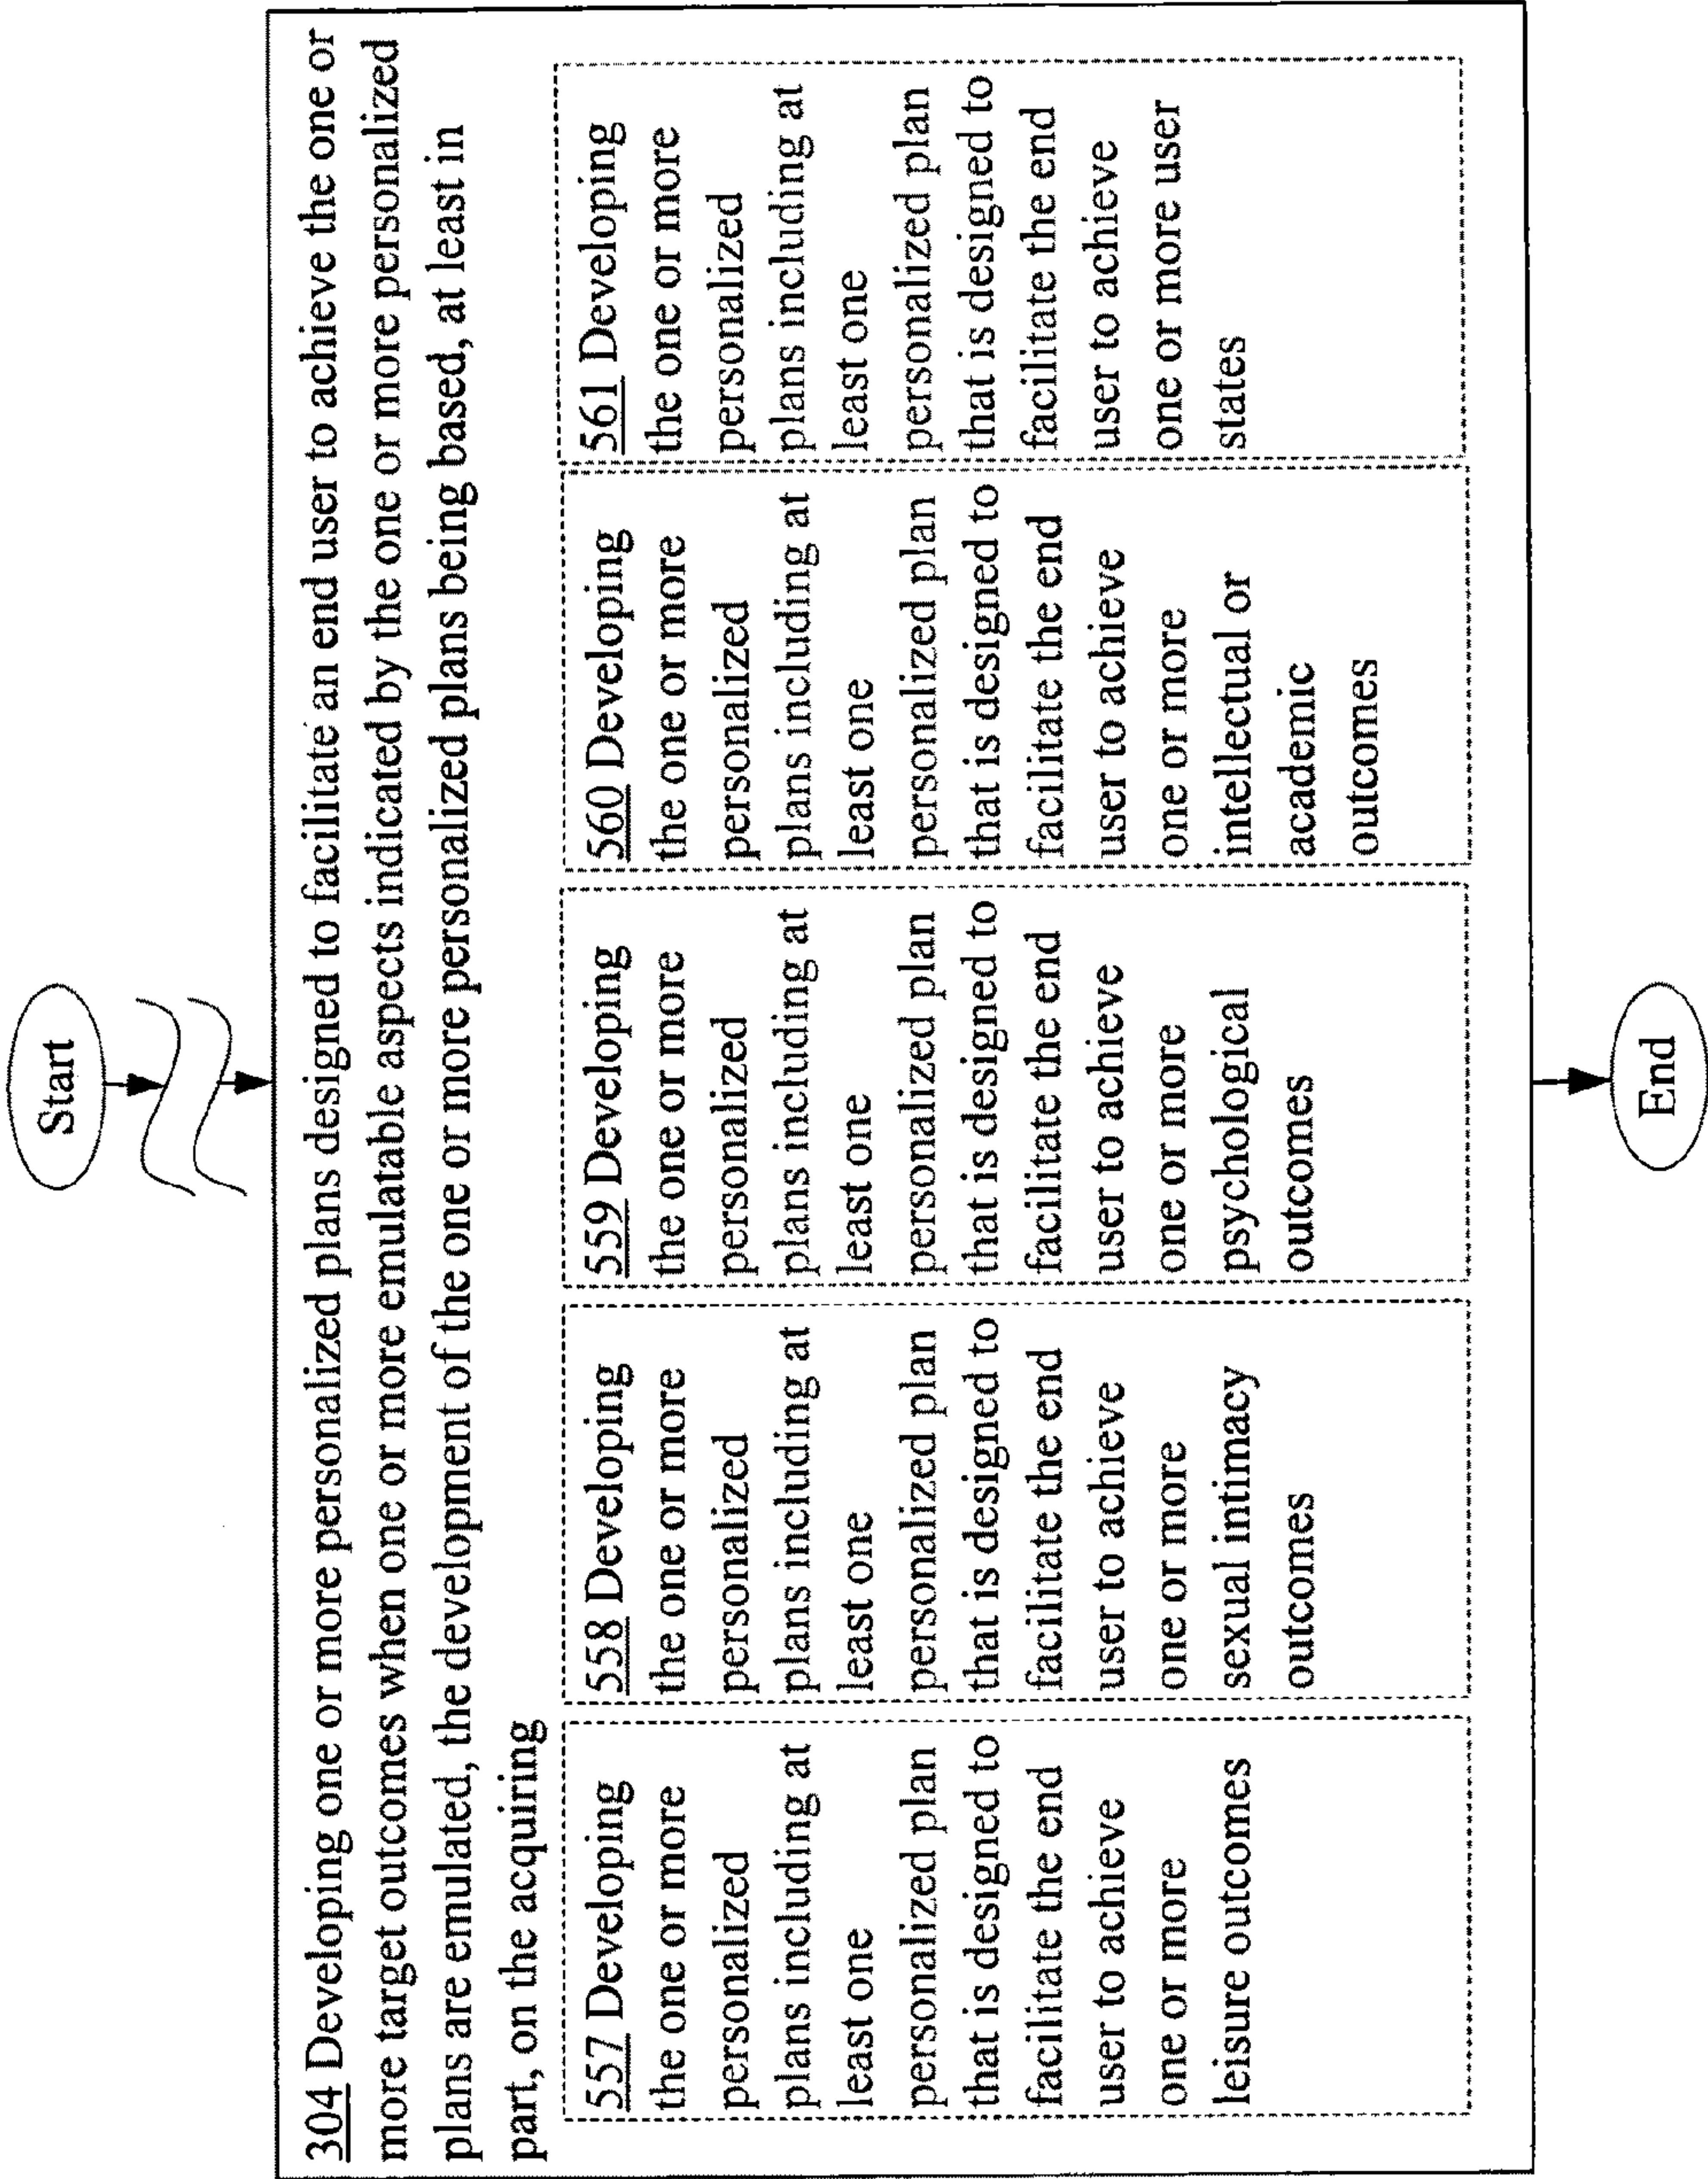 Start
304 Developing one or more personalized plans designed to facilitate an end user to achieve the one or
more target outcomes when one or more emulatable aspects indicated by the one or more personalized
plans are emulated, the development of the one or more personalized plans being based, at least in
part, on the acquiring
557 Developing
the one or more
personalized
plans including at
least one
personalized plan
that is designed to
facilitate the end
user to achieve
one or more
leisure outcomes
558 Developing
the one or more
personalized
plans including at
least one
personalized plan
that is designed to
facilitate the end
user to achieve
one or more
sexual intimacy
outcomes
559 Developing
the one or more
personalized
plans including at
least one
personalized plan
that is designed to
facilitate the end
user to achieve
one or more
psychological
outcomes
560 Developing
the one or more
personalized
plans including at
least one
personalized plan
that is designed to
facilitate the end
user to achieve
one or more
intellectual or
academic
outcomes
561 Developing
the one or more
personalized
plans including at
least one
personalized plan
that is designed to
facilitate the end
user to achieve
one or more user
states
End